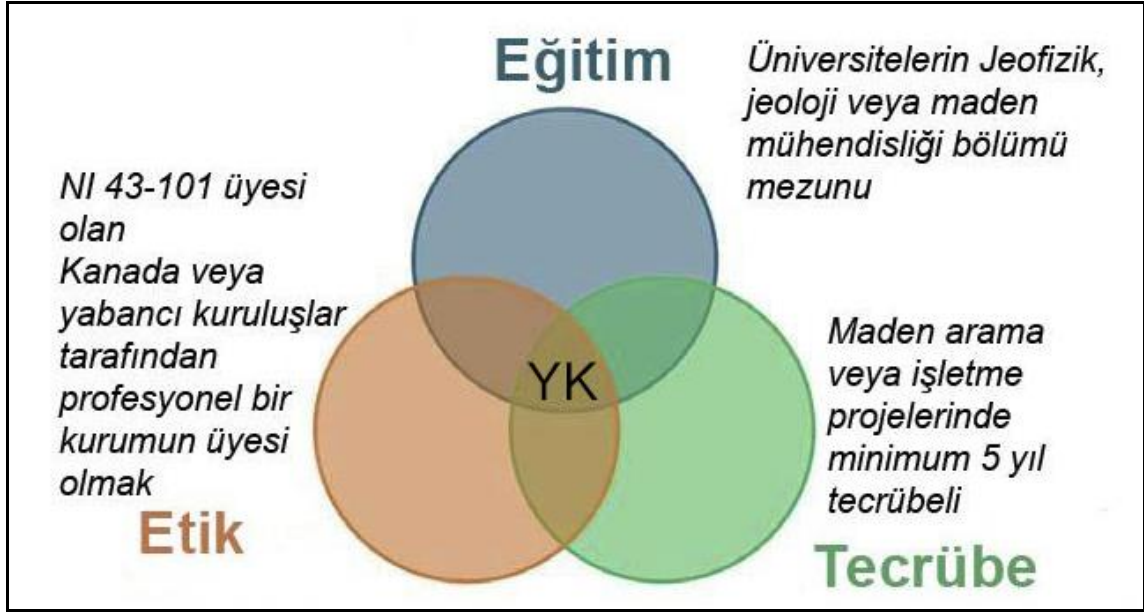 Eğitim
Üniversitelerin Jeofizik,
jeoloji veya maden
mühendisliği bölümü
mezunu
NI 43-101 üyesi
olan
Kanada veya
yabancı kuruluşlar
tarafından
profesyonel bir
kurumun üyesi
olmak
Etik
YK
Maden arama
veya işletme
projelerinde
minimum 5 yıl
tecrübeli
Tecrübe